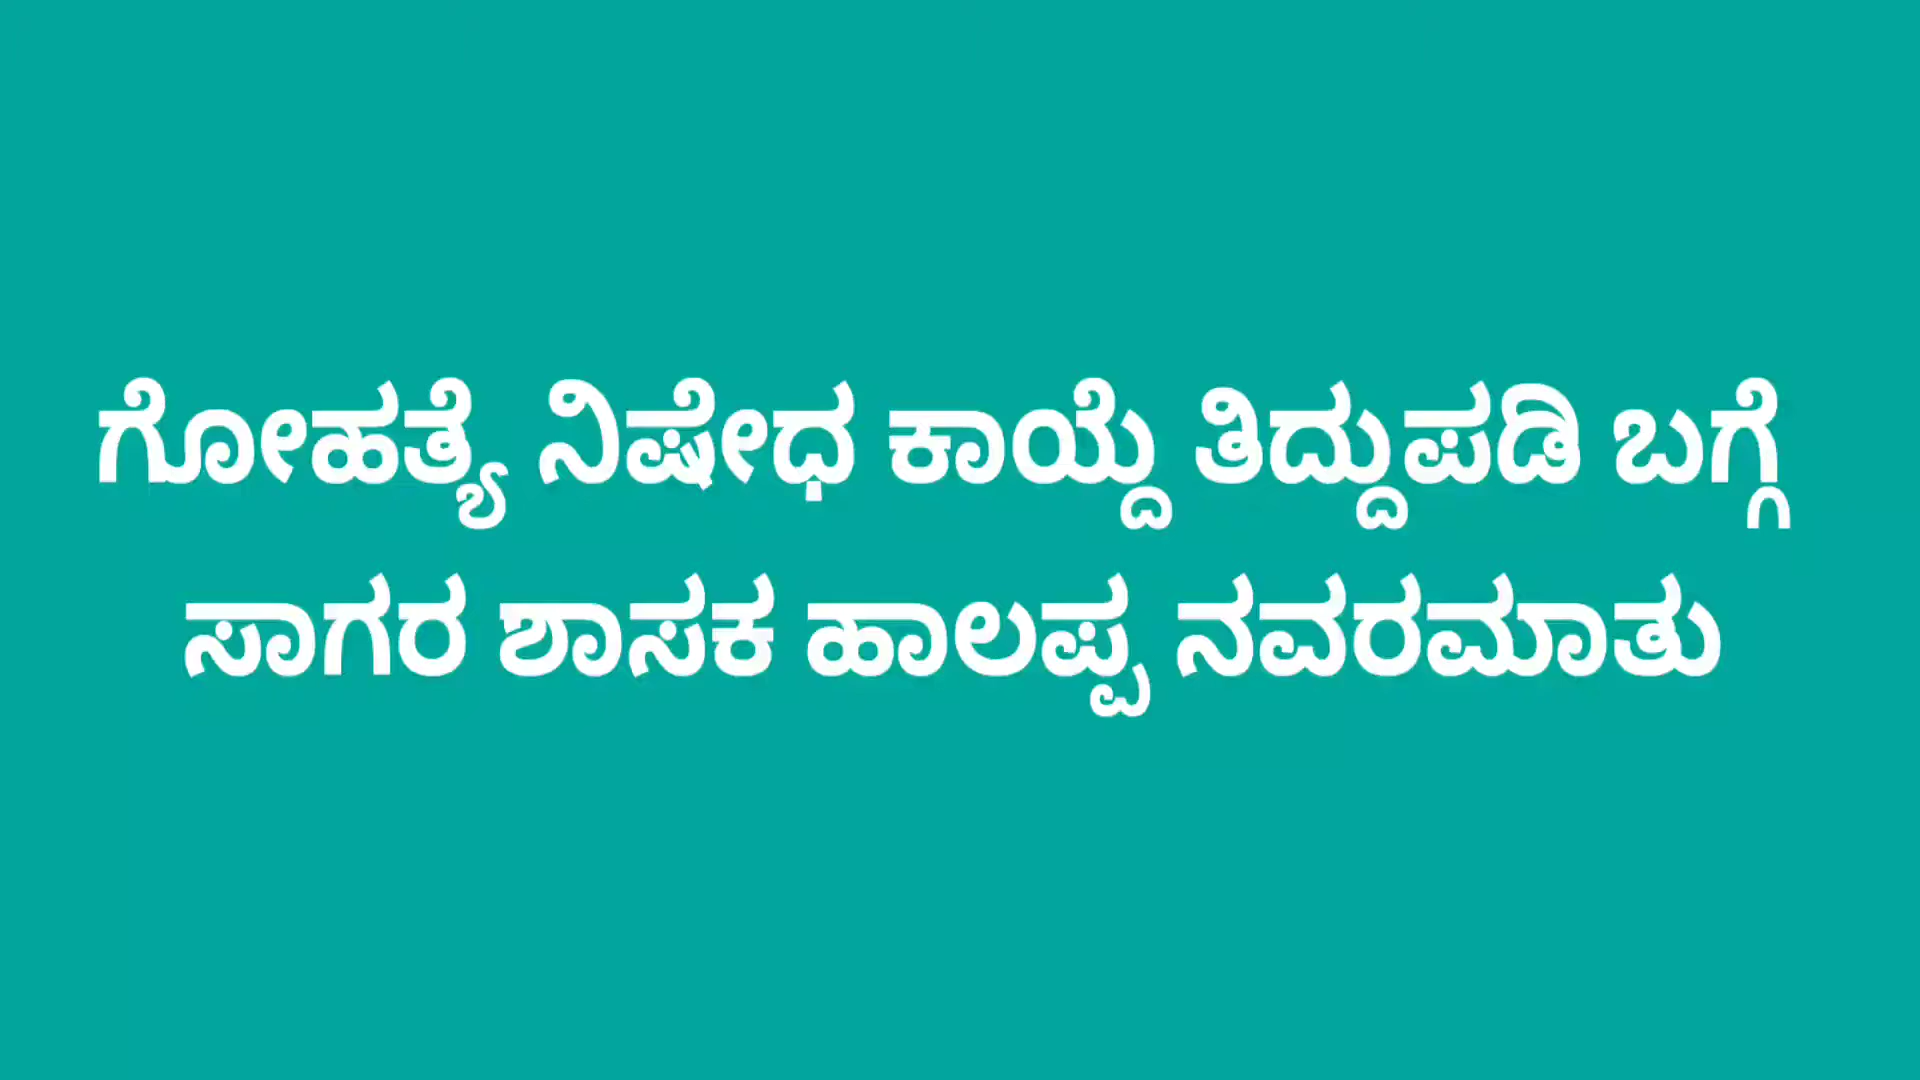 ಗೋಹತ್ಯೆ ನಿಷೇಧ ಕಾಯ್ದೆ ತಿದ್ದುಪಡಿ ಬಗ್ಗೆ
ಸಾಗರ ಶಾಸಕ ಹಾಲಪ್ಪ ನವರಮಾತು